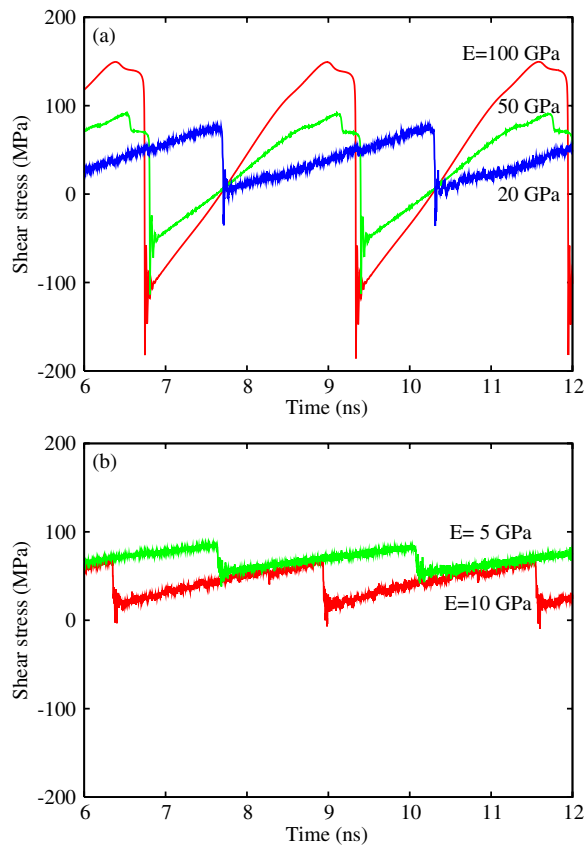 200
(a)
E=100 GPa
150
100
50 GPa
0
20 GPa
-100
-200
Shear stress (MPa)
6 7 8 9 10 11 12
Time (ns)
200
(b)
100
E= 5 GPa
E=10 GPa
0
-100
-200
Shear stress (MPa)
6 7 8 9 10 11 12
Time (ns)